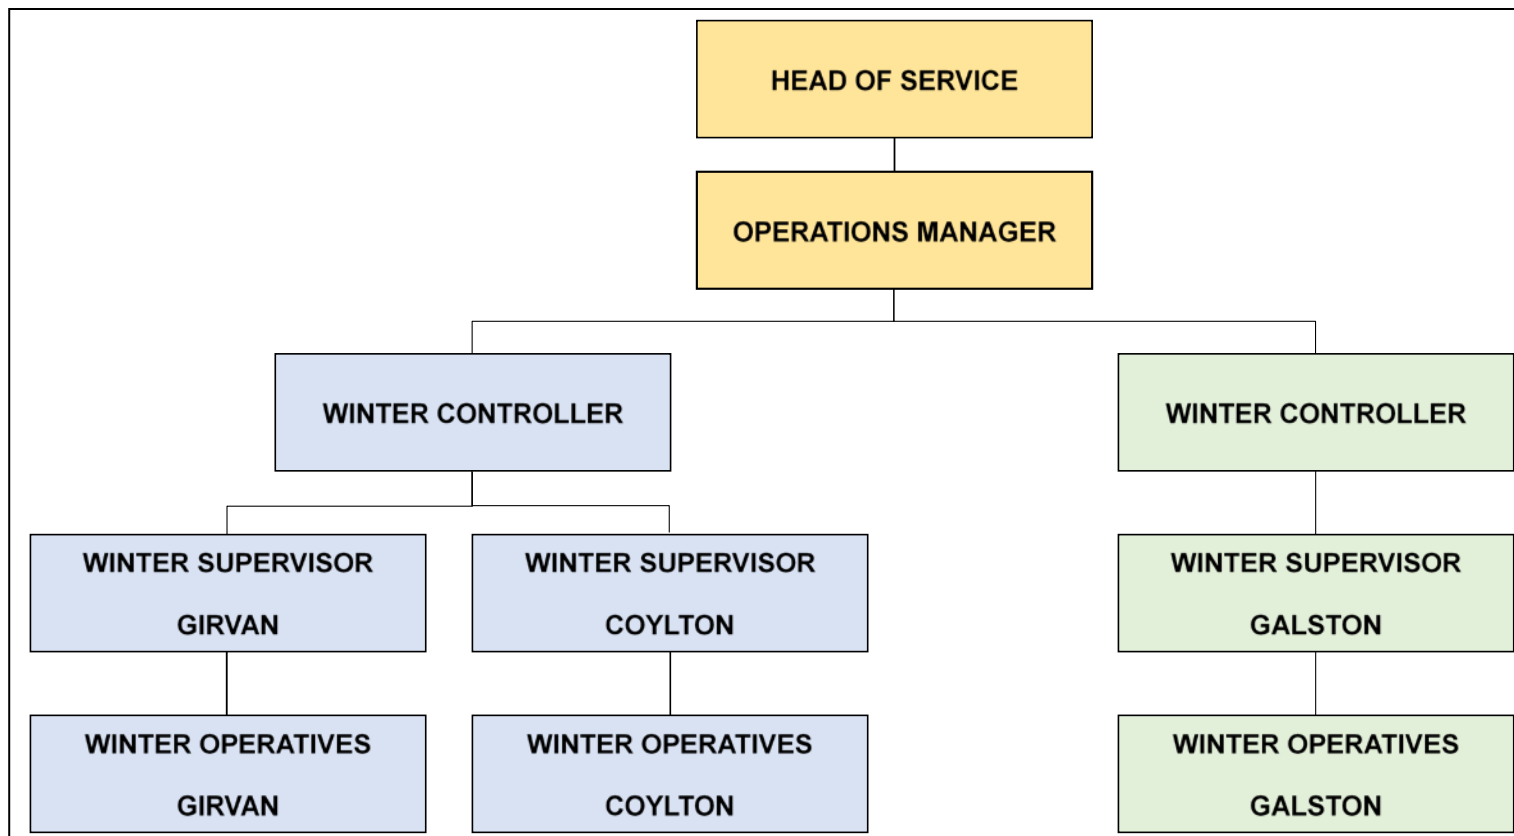 HEAD OF SERVICE
OPERATIONS MANAGER
WINTER CONTROLLER
WINTER CONTROLLER
WINTER SUPERVISOR
GIRVAN
WINTER SUPERVISOR
COYLTON
WINTER SUPERVISOR
GALSTON
WINTER OPERATIVES
GIRVAN
WINTER OPERATIVES
COYLTON
WINTER OPERATIVES
GALSTON